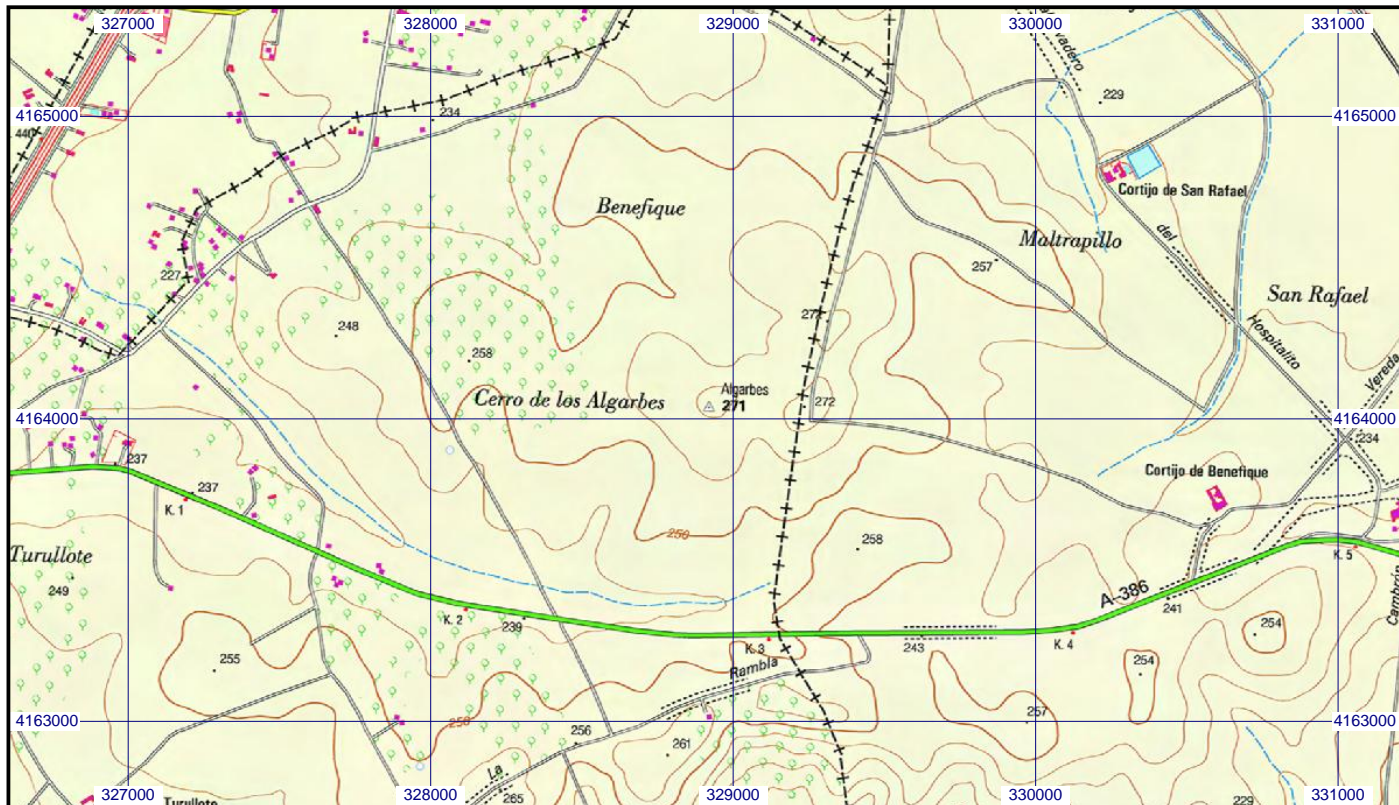 327000
328000
329000
330000
331000
vadero
229
4165000
440
234
4165000
Cortijo de San Rafael
Benefique
Maltrapillo
del
257
227
San Rafael
248
Hospitalito
258
Vereda
Algarbes
271
Cerro de los Algarbes
272
4164000
4164000
234
237
237
K. 1
Cortijo de Benefique
250
258
Turullote
249
K. 2
239
A-386
241
K. 5
Cambrón
254
K. 3
243
K. 4
255
Rambla
254
4163000
250
257
4163000
256
261
La
265
Turullote
229
327000
328000
329000
330000
331000